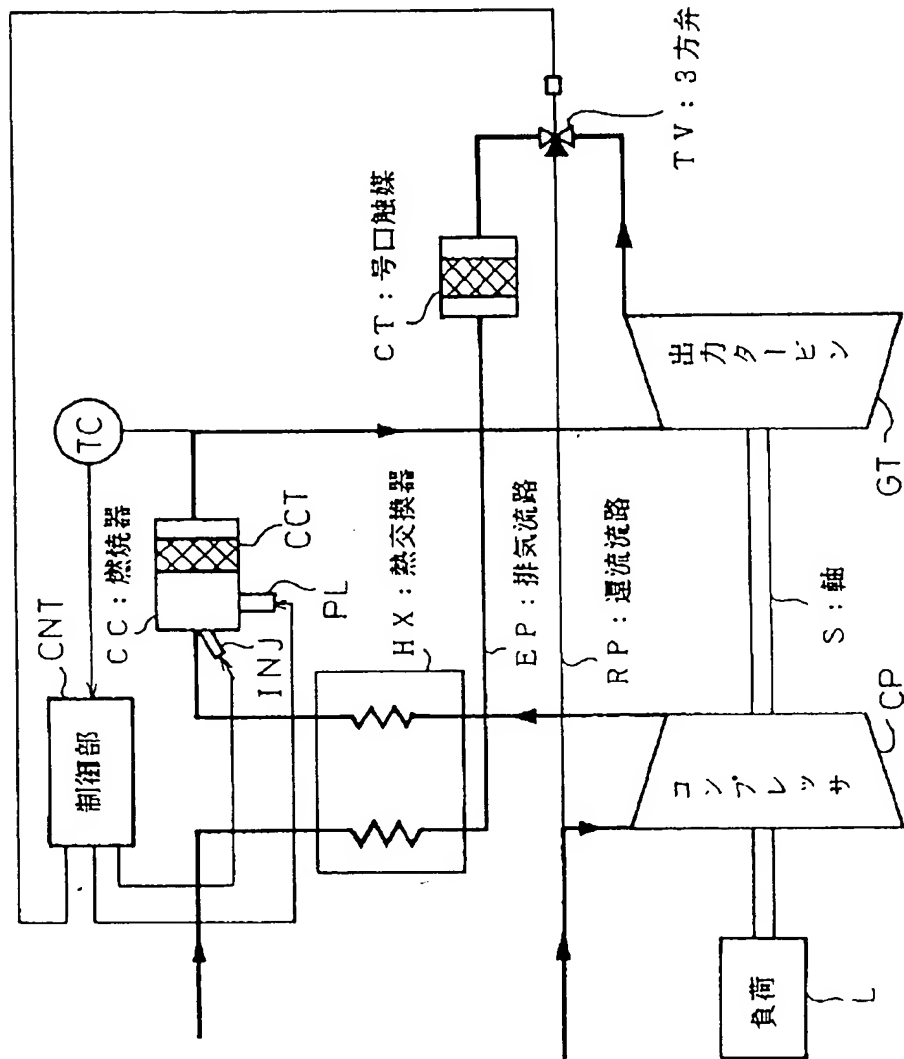 TV:3方弁
CT:号口触媒
TC
CC:燃焼器
CCT
PL
INJ
CNT
制御部
HX:熱交換器
EP:排気流路
RP:還流流路
出力タービン
GT
S:軸
コンプレッサ
CP
負荷
L